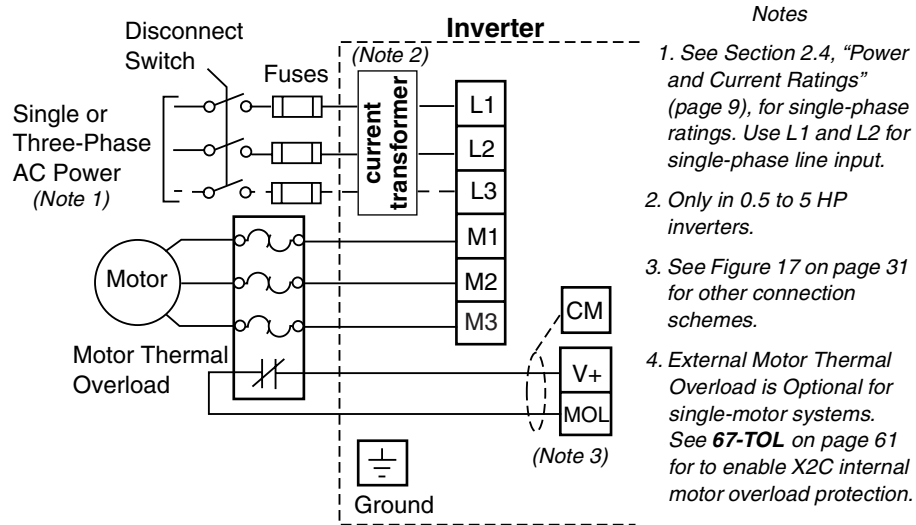 Disconnect
Switch
Fuses
Single or
Three-Phase
AC Power
(Note 1)
Inverter
(Note 2)
current
transformer
L1
L2
L3
M1
M2
M3
Motor
Motor Thermal
Overload
CM
V+
MOL
(Note 3)
Ground
Notes
1. See Section 2.4, “Power
and Current Ratings”
(page 9), for single-phase
ratings. Use L1 and L2 for
single-phase line input.
2. Only in 0.5 to 5 HP
inverters.
3. See Figure 17 on page 31
for other connection
schemes.
4. External Motor Thermal
Overload is Optional for
single-motor systems.
See 67-TOL on page 61
for to enable X2C internal
motor overload protection.